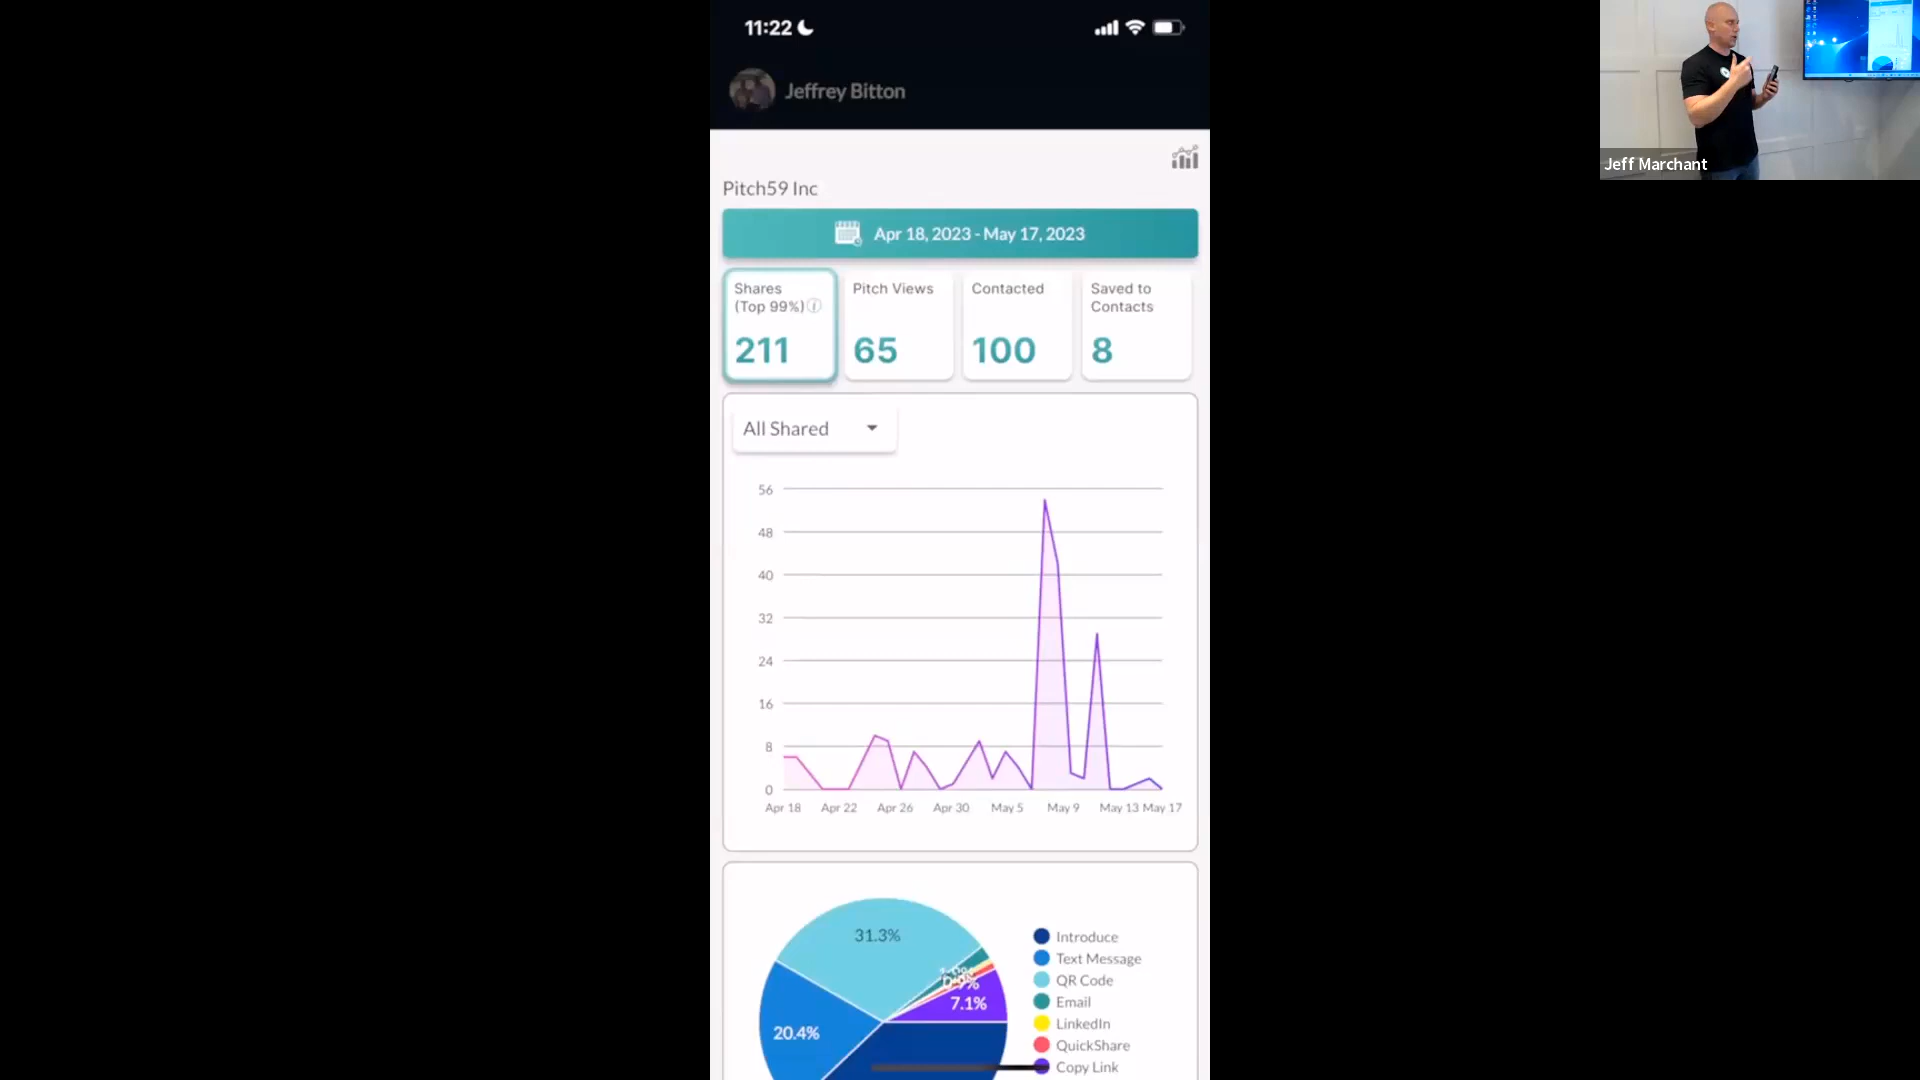 11:22
Jeffrey Bitton
Pitch59 Inc
Apr 18, 2023 - May 17, 2023
Shares
(Top 99%)
211
Pitch Views
65
Contacted
100
Saved to
Contacts
8
All Shared
56
48
40
32
24
16
8
0
Apr 18 Apr 22 Apr 26 Apr 30 May 5 May 9 May 13 May 17
31.3%
0.9%
7.1%
20.4%
Introduce
Text Message
QR Code
Email
LinkedIn
QuickShare
Copy Link
Jeff Marchant